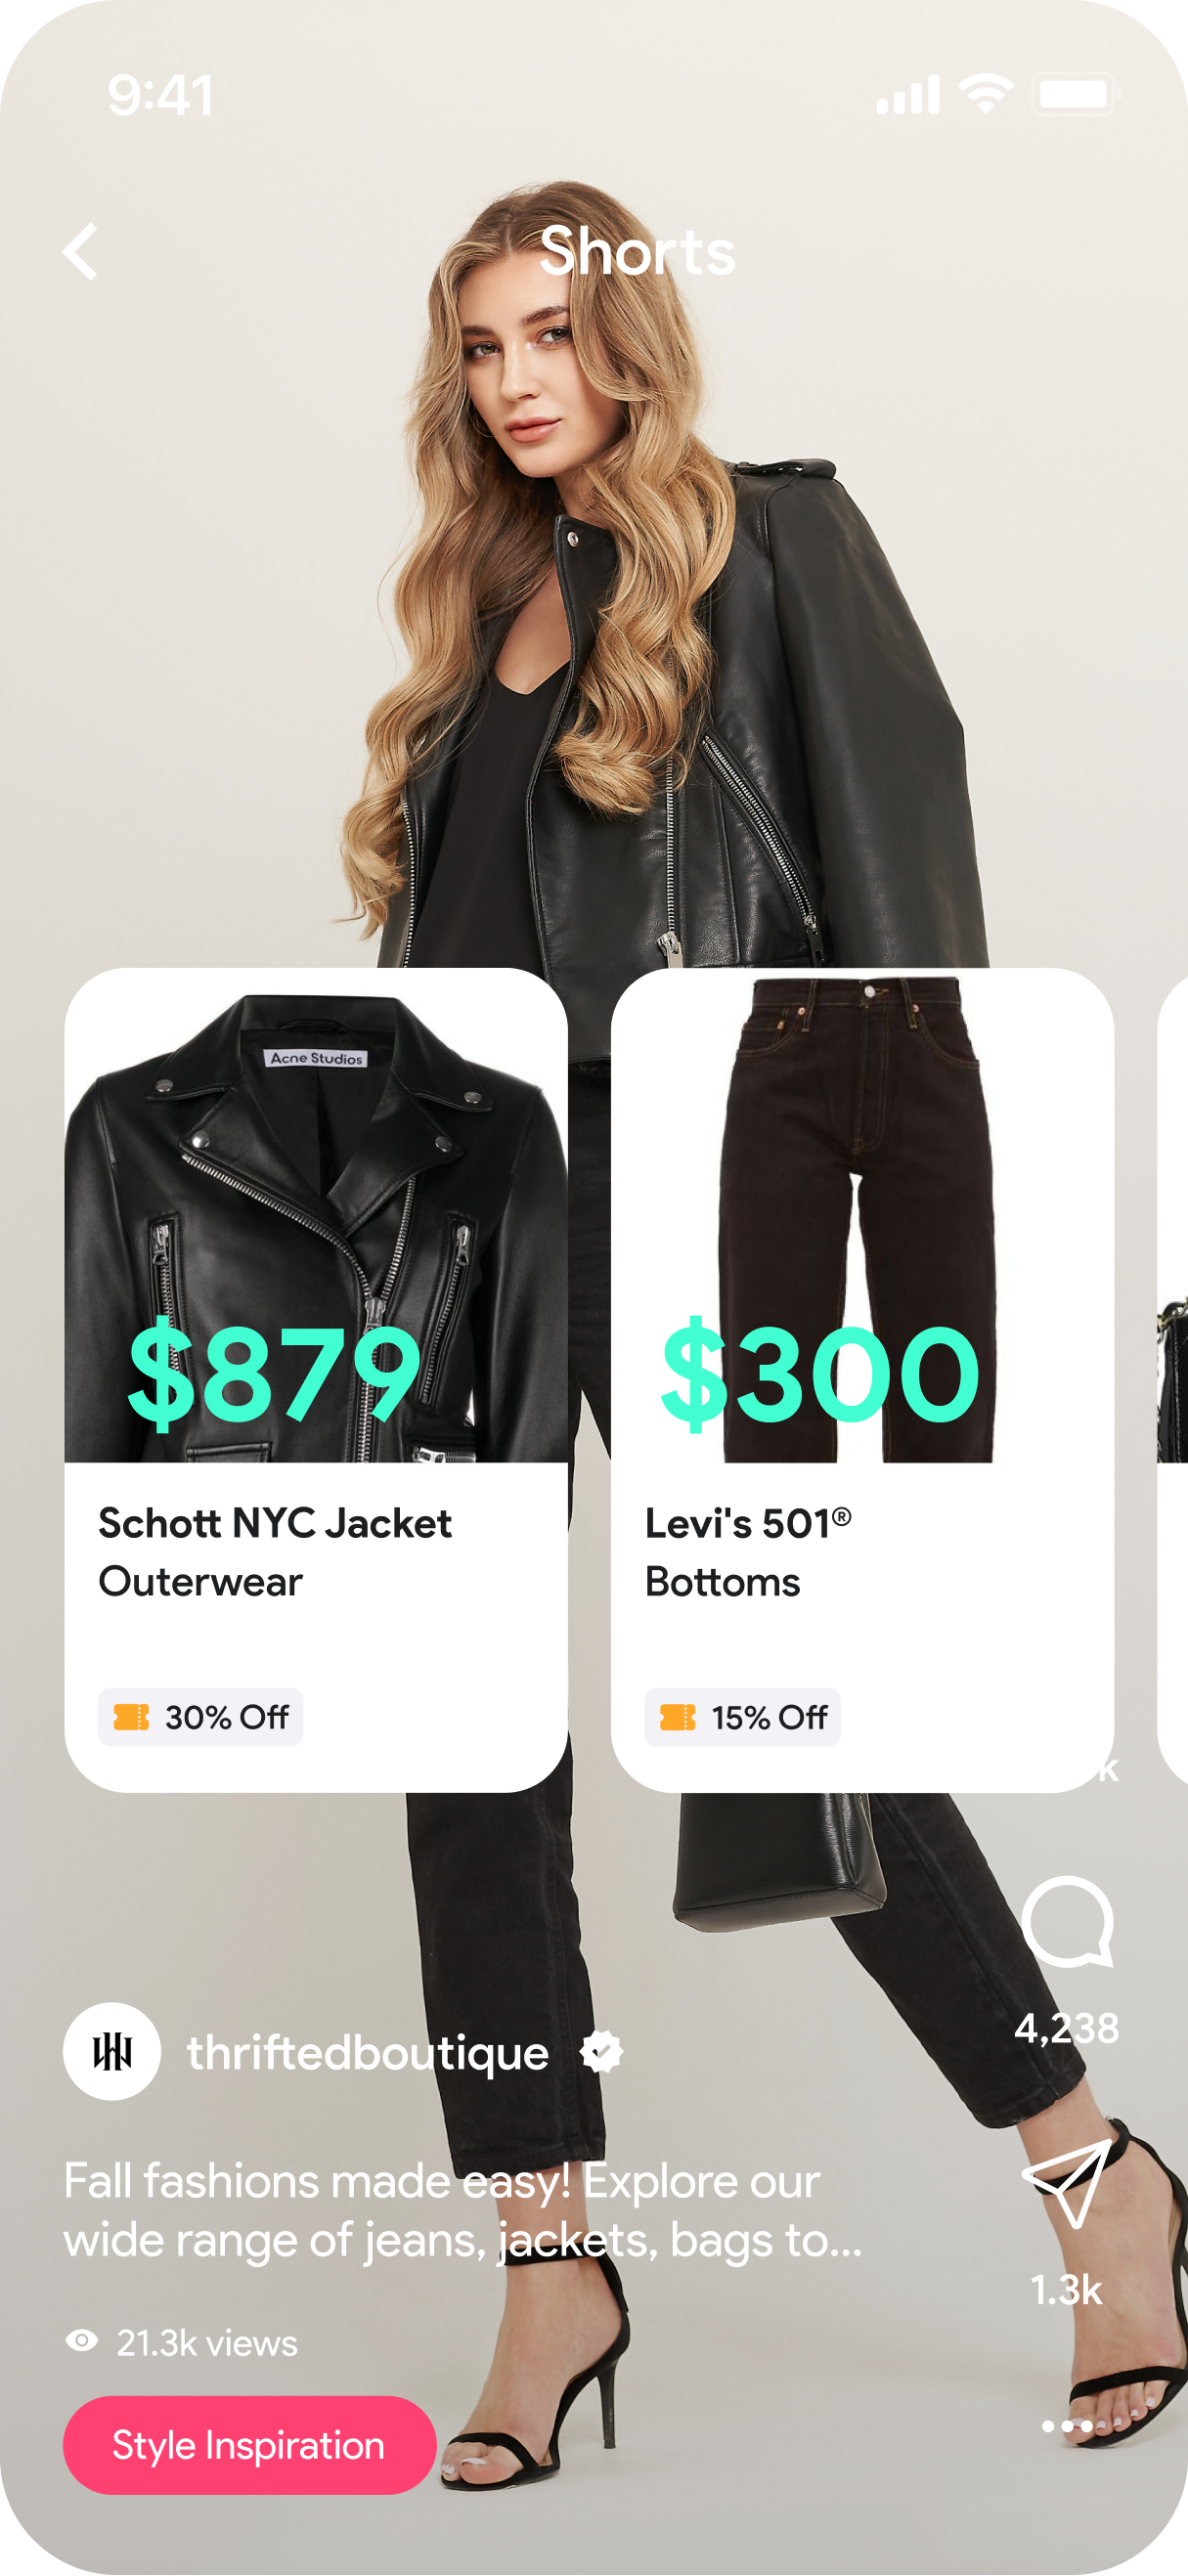 9:41
Shorts
Acne Studios
$879
$300
Schott NYC Jacket
Outerwear
Levi's 501®
Bottoms
30% Off
15% Off
k
4,238
thriftedboutique
Fall fashions made easy! Explore our
wide range of jeans, jackets, bags to...
1.3k
21.3k views
Style Inspiration